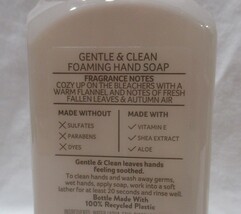 GENTLE & CLEAN
FOAMING HAND SOAP
FRAGRANCE NOTES
COZY UP ON THE BLEACHERS WITH A
WARM FLANNEL AND NOTES OF FRESH
FALLEN LEAVES & AUTUMN AIR
MADE WITHOUT
✕ SULFATES
✕ PARABENS
✕ DYES
MADE WITH
✓ VITAMIN E
✓ SHEA EXTRACT
✓ ALOE
Gentle & Clean leaves hands
feeling soothed.
To clean hands and wash away germs,
wet hands, apply soap, work into a soft
lather for at least 20 seconds and rinse well.
Bottle Made With
100% Recycled Plastic